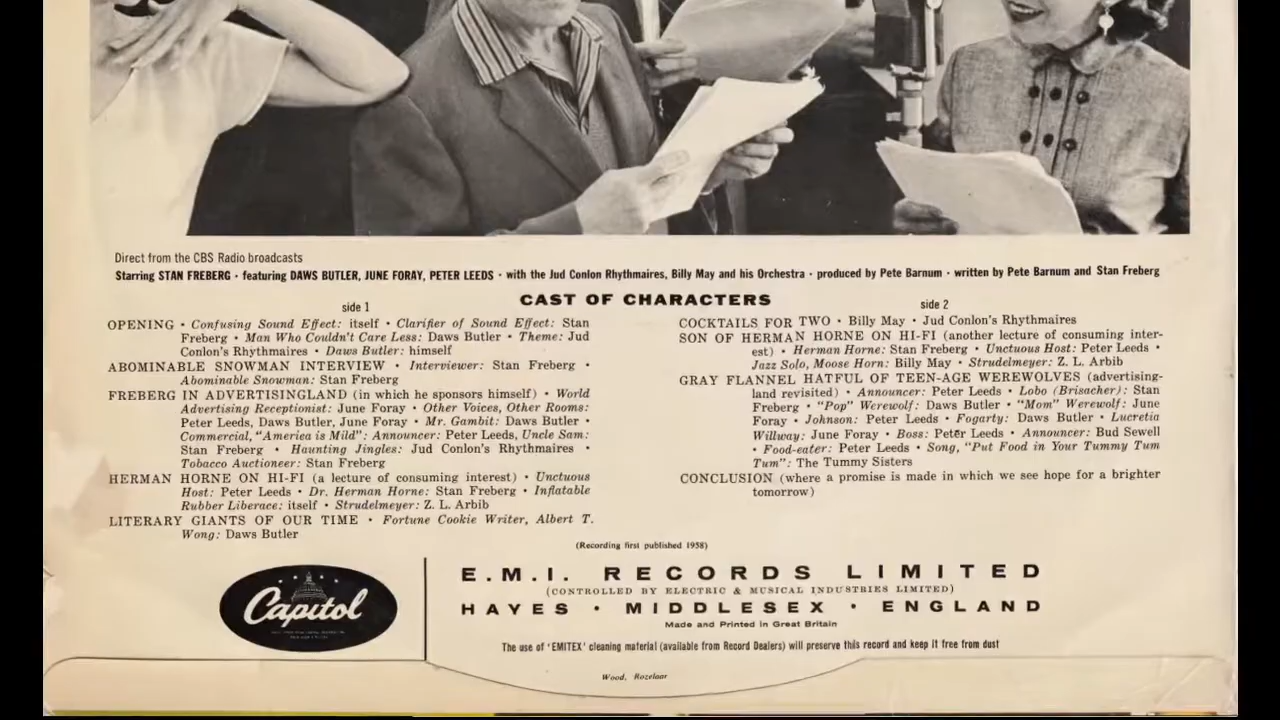 Direct from the CBS Radio broadcasts
Starring STAN FREBERG · featuring DAWS BUTLER, JUNE FORAY, PETER LEEDS · with the Jud Conlon Rhythmaires, Billy May and his Orchestra · produced by Pete Barnum · written by Pete Barnum and Stan Freberg
CAST OF CHARACTERS
side 1
OPENING • Confusing Sound Effect: itself • Clarifier of Sound Effect: Stan
Freberg • Man Who Couldn't Care Less: Daws Butler • Theme: Jud
Conlon's Rhythmaires • Daws Butler: himself
ABOMINABLE SNOWMAN INTERVIEW • Interviewer: Stan Freberg •
Abominable Snowman: Stan Freberg
FREBERG IN ADVERTISINGLAND (in which he sponsors himself) • World
Advertising Receptionist: June Foray • Other Voices, Other Rooms:
Peter Leeds, Daws Butler, June Foray • Mr. Gambit: Daws Butler •
Commercial, "America is Mild": Announcer: Peter Leeds, Uncle Sam:
Stan Freberg • Haunting Jingles: Jud Conlon's Rhythmaires •
Tobacco Auctioneer: Stan Freberg
HERMAN HORNE ON HI-FI (a lecture of consuming interest) • Unctuous
Host: Peter Leeds • Dr. Herman Horne: Stan Freberg • Inflatable
Rubber Liberace: itself • Strudelmeyer: Z. L. Arbib
LITERARY GIANTS OF OUR TIME • Fortune Cookie Writer, Albert T.
Wong: Daws Butler
side 2
COCKTAILS FOR TWO • Billy May • Jud Conlon's Rhythmaires
SON OF HERMAN HORNE ON HI-FI (another lecture of consuming inter-
est) • Herman Horne: Stan Freberg • Unctuous Host: Peter Leeds •
Jazz Solo, Moose Horn: Billy May • Strudelmeyer: Z. L. Arbib
GRAY FLANNEL HATFUL OF TEEN-AGE WEREWOLVES (advertising-
land revisited) • Announcer: Peter Leeds • Lobo (Brisacher): Stan
Freberg • "Pop" Werewolf: Daws Butler • "Mom" Werewolf: June
Foray • Johnson: Peter Leeds • Fogarty: Daws Butler • Lucretia
Willway: June Foray • Boss: Peter Leeds • Announcer: Bud Sewell
• Food-eater: Peter Leeds • Song, "Put Food in Your Tummy Tum
Tum": The Tummy Sisters
CONCLUSION (where a promise is made in which we see hope for a brighter
tomorrow)
(Recording first published 1958)
Capitol
E.M.I. RECORDS LIMITED
(CONTROLLED BY ELECTRIC & MUSICAL INDUSTRIES LIMITED)
HAYES • MIDDLESEX • ENGLAND
Made and Printed in Great Britain
The use of 'EMITEX' cleaning material (available from Record Dealers) will preserve this record and keep it free from dust
Wood, Rozelaar